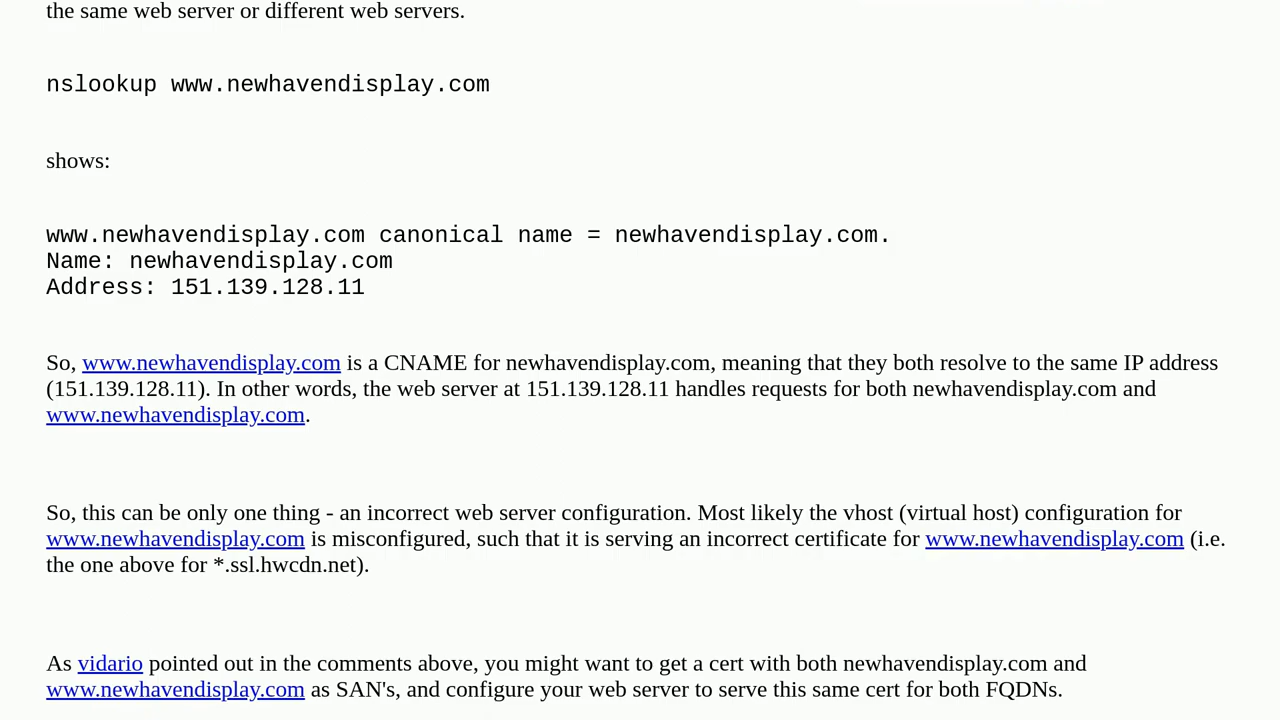 the same web server or different web servers.
nslookup www.newhavendisplay.com
shows:
www.newhavendisplay.com canonical name = newhavendisplay.com.
Name: newhavendisplay.com
Address: 151.139.128.11
So, www.newhavendisplay.com is a CNAME for newhavendisplay.com, meaning that they both resolve to the same IP address
(151.139.128.11). In other words, the web server at 151.139.128.11 handles requests for both newhavendisplay.com and
www.newhavendisplay.com.
So, this can be only one thing - an incorrect web server configuration. Most likely the vhost (virtual host) configuration for
www.newhavendisplay.com is misconfigured, such that it is serving an incorrect certificate for www.newhavendisplay.com (i.e.
the one above for *.ssl.hwcdn.net).
As vidario pointed out in the comments above, you might want to get a cert with both newhavendisplay.com and
www.newhavendisplay.com as SAN's, and configure your web server to serve this same cert for both FQDNs.